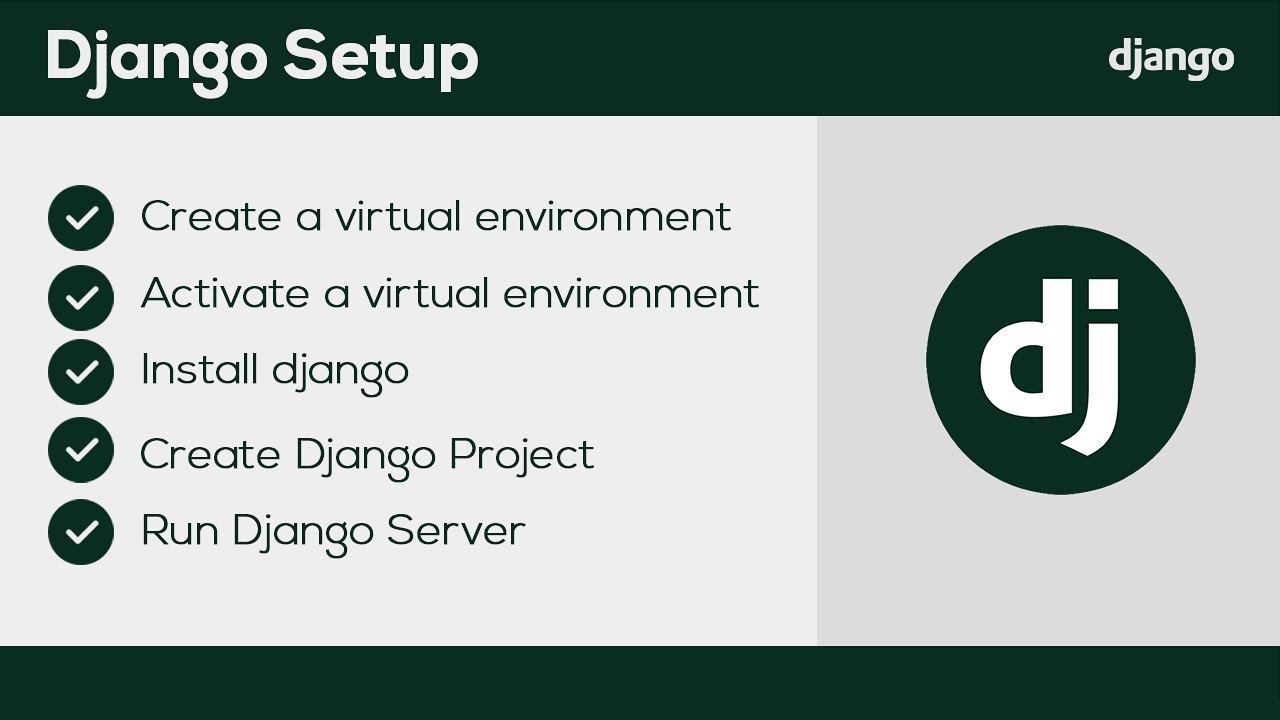 Django Setup
django
Create a virtual environment
Activate a virtual environment
Install django
Create Django Project
Run Django Server
dj